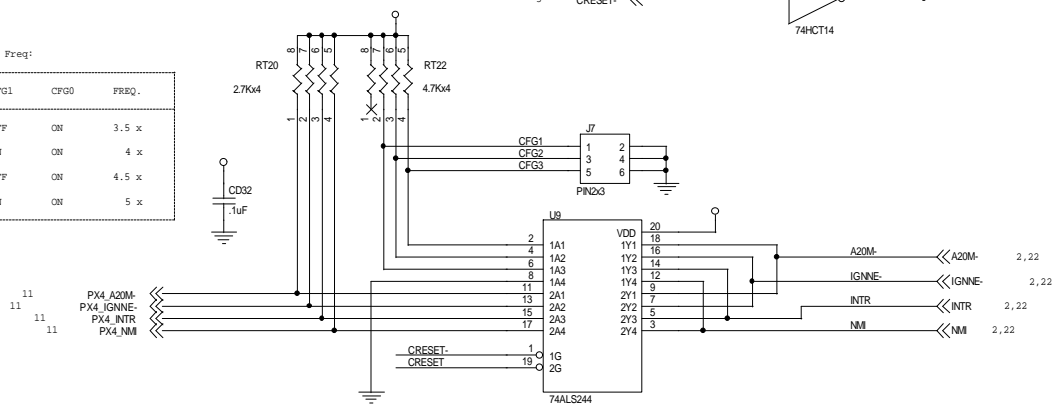 CRESET-
74HCT14
Freq:
CFG0 FREQ.
ON 3.5 x
ON 4 x
ON 4.5 x
ON 5 x
8 7 6 5
RT20
2.7Kx4
1 2 3 4
8 7 6 5
RT22
4.7Kx4
1 2 3 4
CD32
.1uF
CFG1
CFG2
CFG3
J7
1 2
3 4
5 6
PIN2x3
U9
VDD 20
2 1A1 1Y1 18
4 1A2 1Y2 16
6 1A3 1Y3 14
8 1A4 1Y4 12
11 2A1 2Y1 9
13 2A2 2Y2 7
15 2A3 2Y3 5
17 2A4 2Y4 3
1 1G
19 2G
74ALS244
CRESET-
CRESET
11 PX4_A20M-
11 PX4_IGNNE-
11 PX4_INTR
11 PX4_NMI
A20M- A20M- 2,22
IGNNE- IGNNE- 2,22
INTR INTR 2,22
NMI NMI 2,22